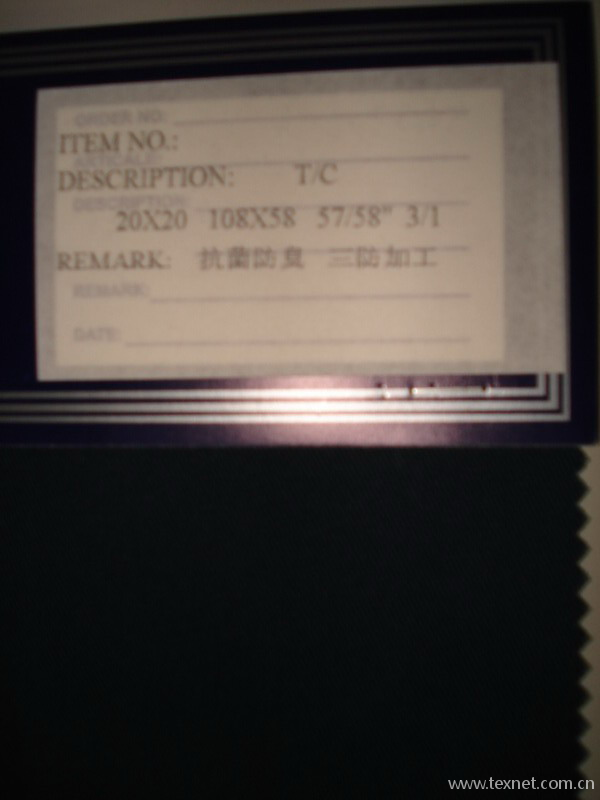 ORDER NO:
ITEM NO.:
ARTICALE:
DESCRIPTION: T/C
DESCRIPTION:
20X20 108X58 57/58" 3/1
REMARK: 抗菌防臭 三防加工
REMARK:
DATE:
www.texnet.com.cn